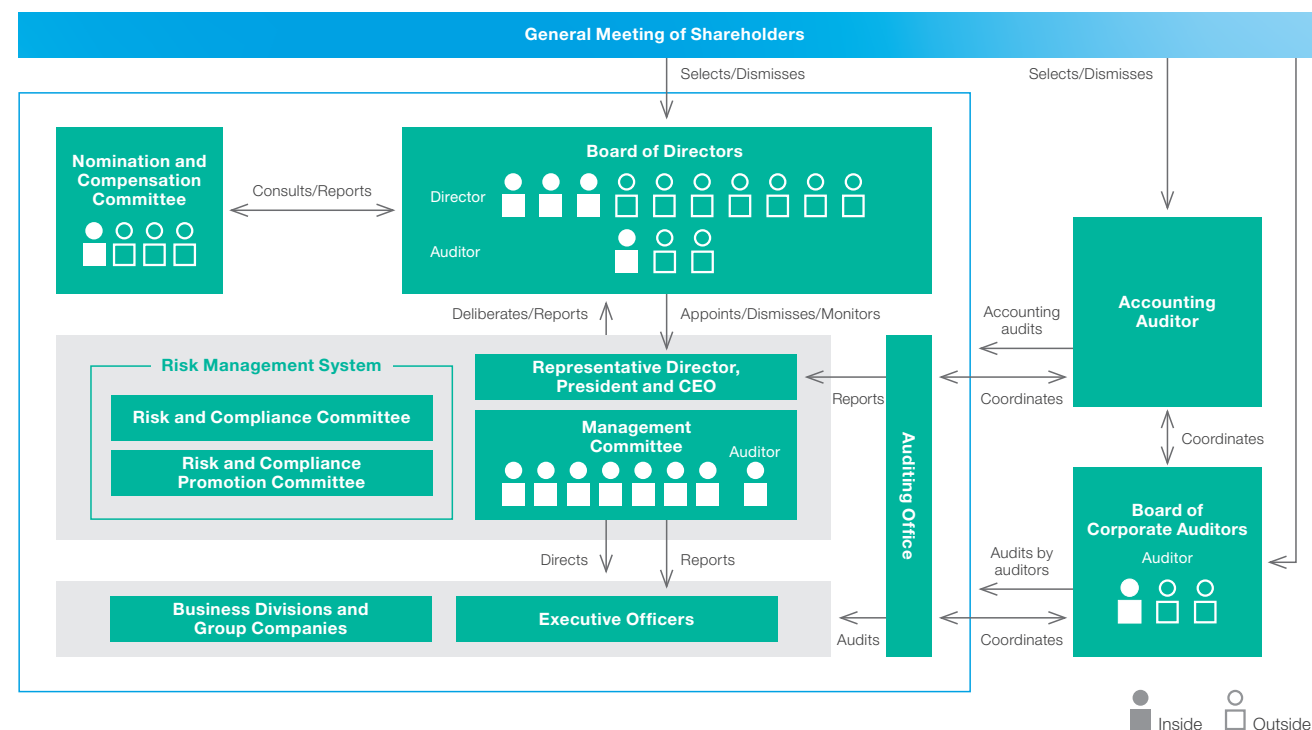 General Meeting of Shareholders
Selects/Dismisses
Selects/Dismisses
Nomination and
Compensation
Committee
Consults/Reports
Board of Directors
Director
Auditor
Accounting
Auditor
Deliberates/Reports
Appoints/Dismisses/Monitors
Accounting
audits
Risk Management System
Risk and Compliance Committee
Risk and Compliance
Promotion Committee
Representative Director,
President and CEO
Reports
Coordinates
Management
Committee
Auditor
Auditing Office
Coordinates
Board of
Corporate Auditors
Auditor
Directs
Reports
Audits by
auditors
Business Divisions and
Group Companies
Executive Officers
Audits
Coordinates
Inside
Outside